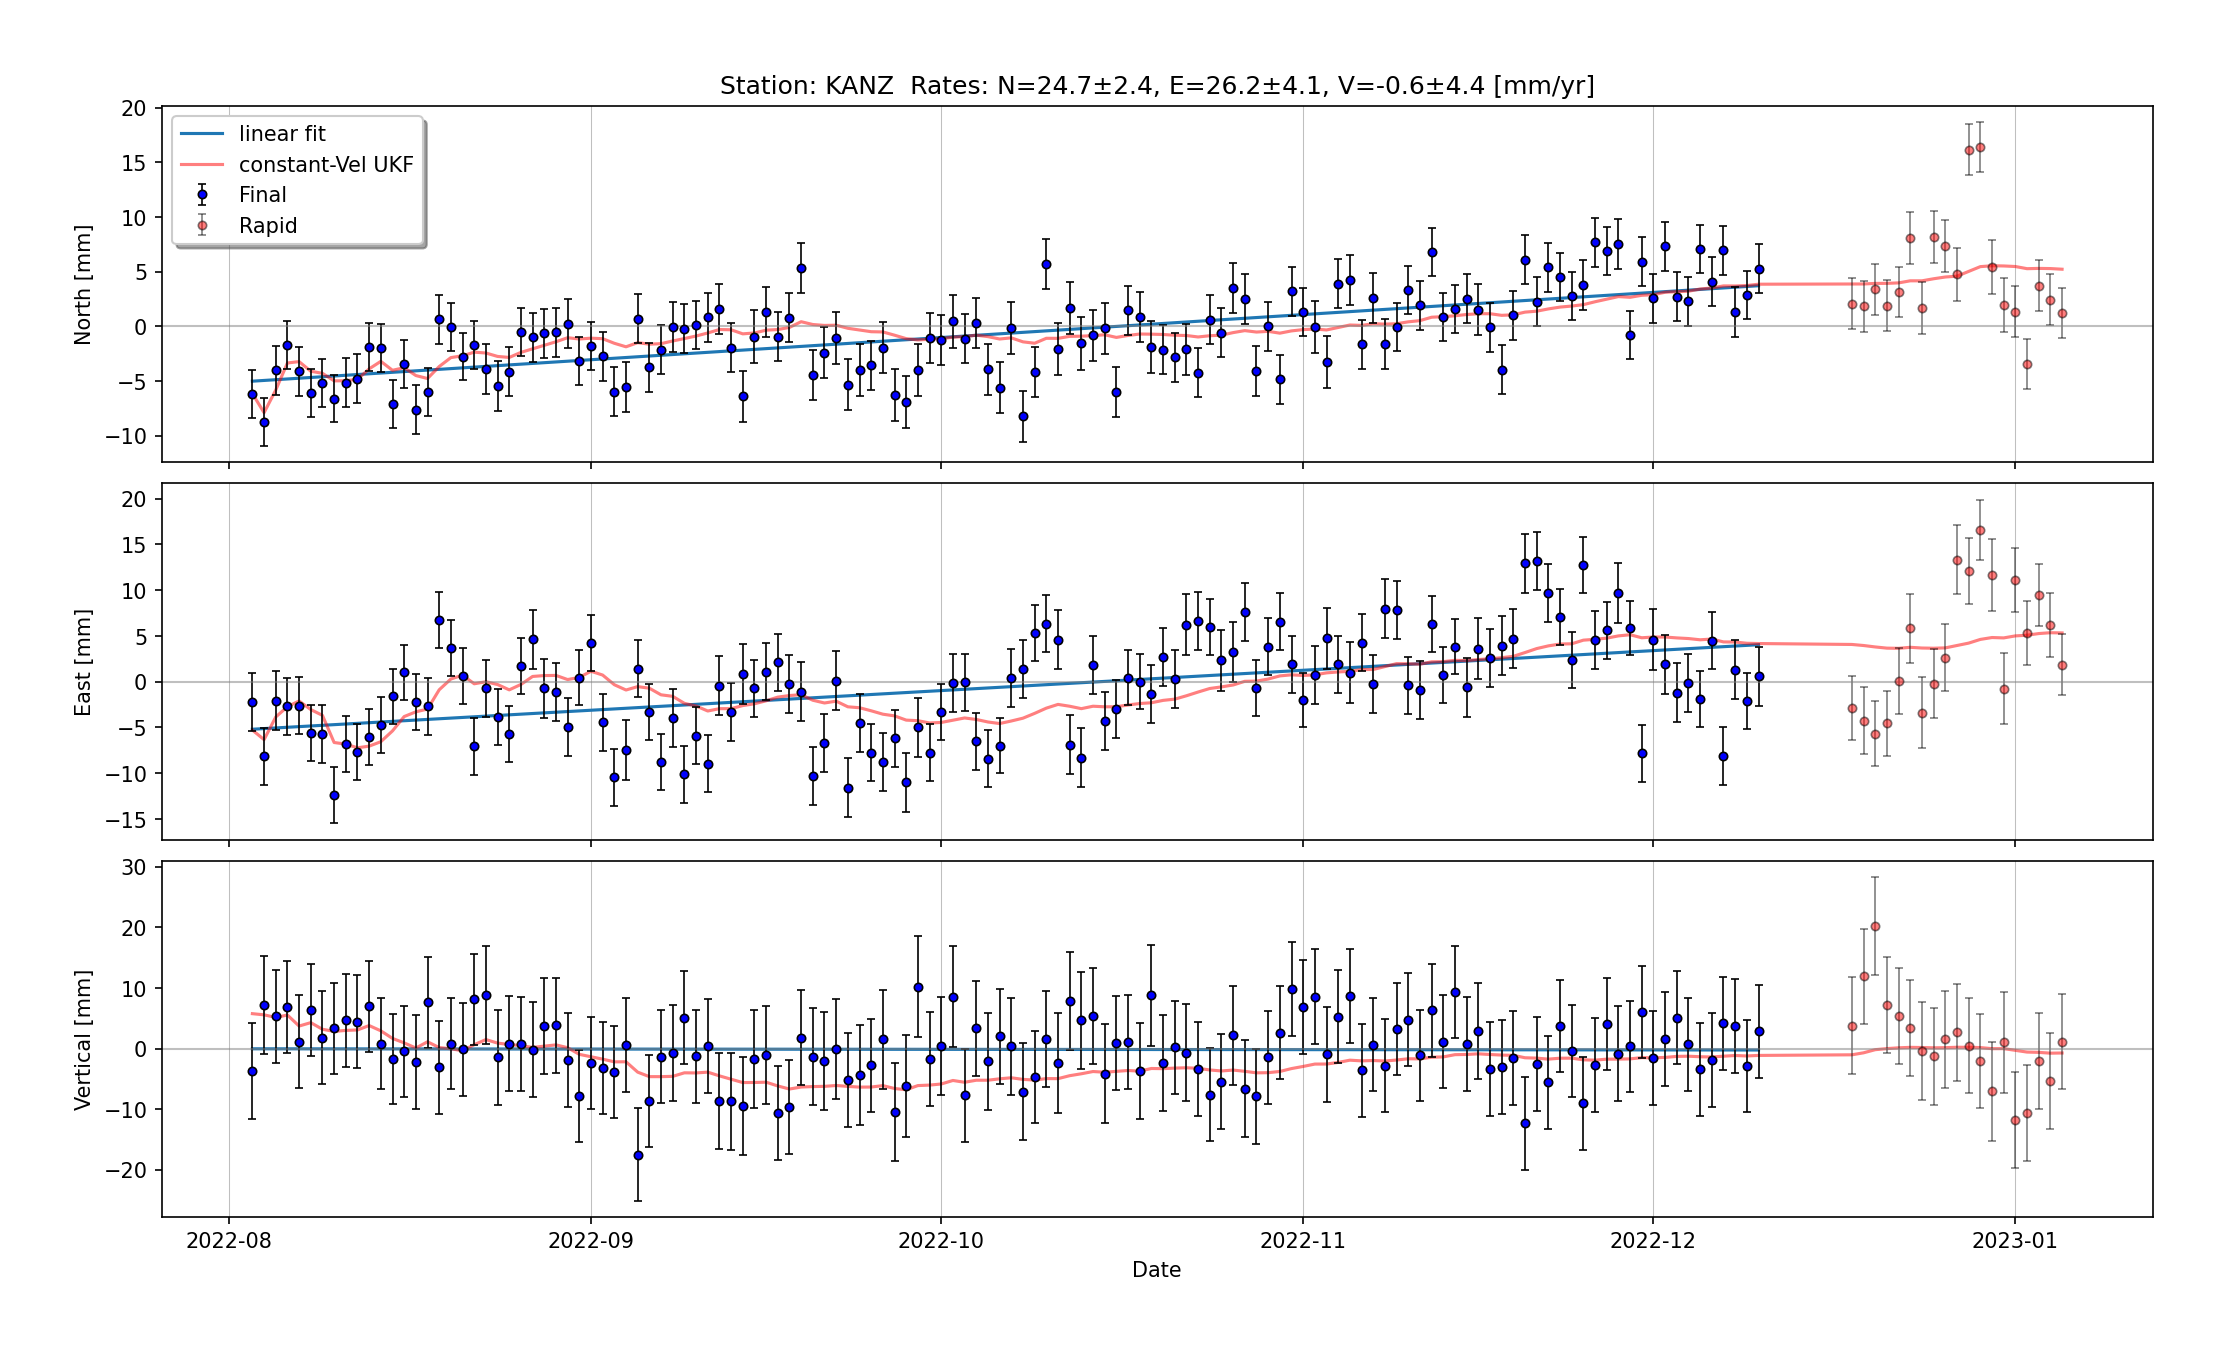 Station: KANZ  Rates: N=24.7±2.4, E=26.2±4.1, V=-0.6±4.4 [mm/yr]
linear fit
constant-Vel UKF
Final
Rapid
North [mm]
20
15
10
5
0
−5
−10
East [mm]
20
15
10
5
0
−5
−10
−15
Vertical [mm]
30
20
10
0
−10
−20
2022-08 2022-09 2022-10 2022-11 2022-12 2023-01
Date